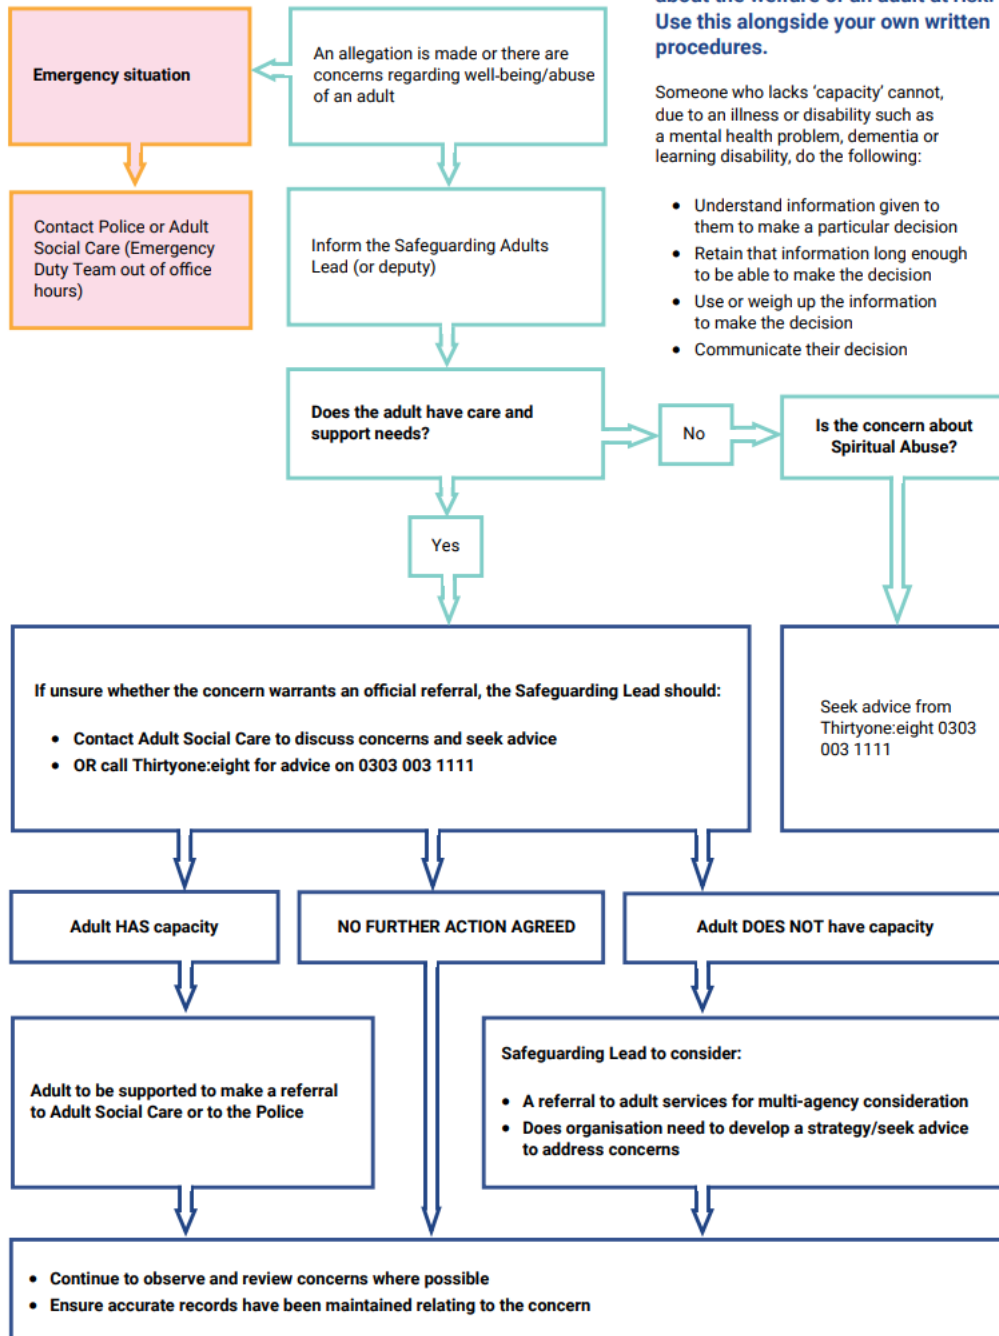 about the welfare of an adult at risk.
Use this alongside your own written
procedures.
Emergency situation
An allegation is made or there are
concerns regarding well-being/abuse
of an adult
Someone who lacks ‘capacity’ cannot,
due to an illness or disability such as
a mental health problem, dementia or
learning disability, do the following:
• Understand information given to
them to make a particular decision
• Retain that information long enough
to be able to make the decision
• Use or weigh up the information
to make the decision
• Communicate their decision
Contact Police or Adult
Social Care (Emergency
Duty Team out of office
hours)
Inform the Safeguarding Adults
Lead (or deputy)
Does the adult have care and
support needs?
No
Is the concern about
Spiritual Abuse?
Yes
If unsure whether the concern warrants an official referral, the Safeguarding Lead should:
• Contact Adult Social Care to discuss concerns and seek advice
• OR call Thirtyone:eight for advice on 0303 003 1111
Seek advice from
Thirtyone:eight 0303
003 1111
Adult HAS capacity
NO FURTHER ACTION AGREED
Adult DOES NOT have capacity
Adult to be supported to make a referral
to Adult Social Care or to the Police
Safeguarding Lead to consider:
• A referral to adult services for multi-agency consideration
• Does organisation need to develop a strategy/seek advice
to address concerns
• Continue to observe and review concerns where possible
• Ensure accurate records have been maintained relating to the concern